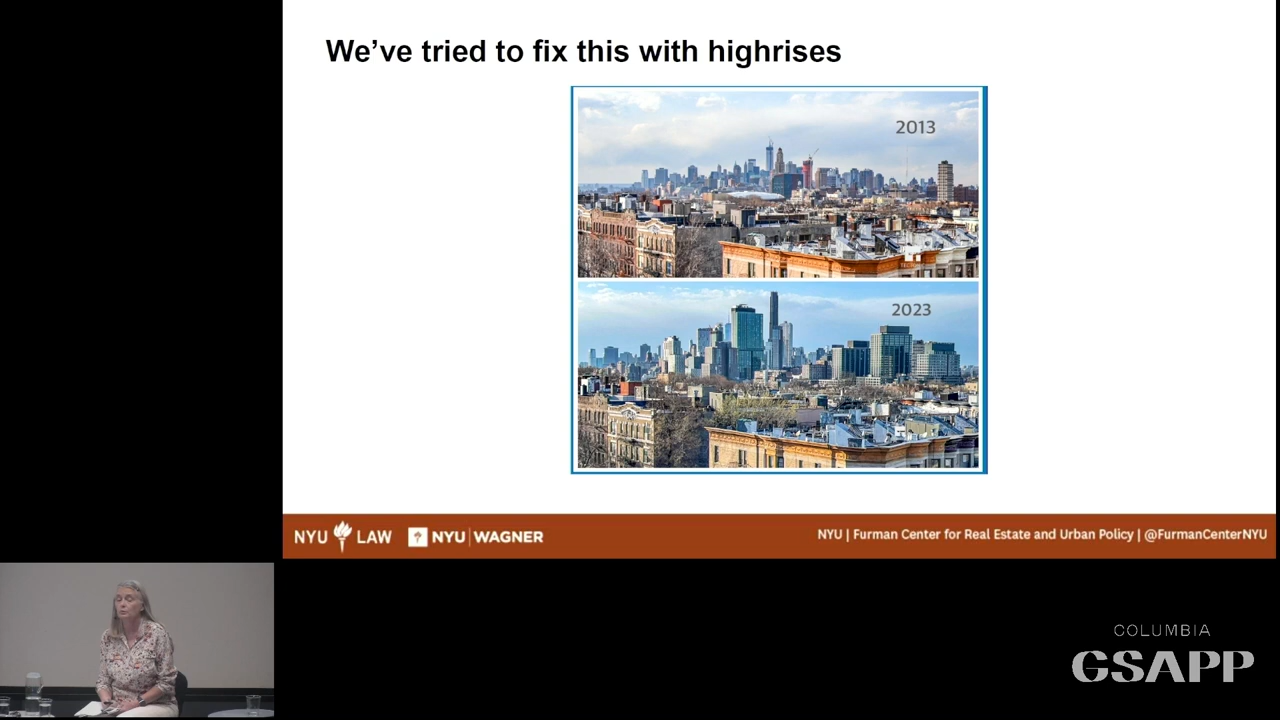 We've tried to fix this with highrises
2013
2023
NYU LAW NYU | WAGNER
NYU | Furman Center for Real Estate and Urban Policy | @FurmanCenterNYU
COLUMBIA
GSAPP